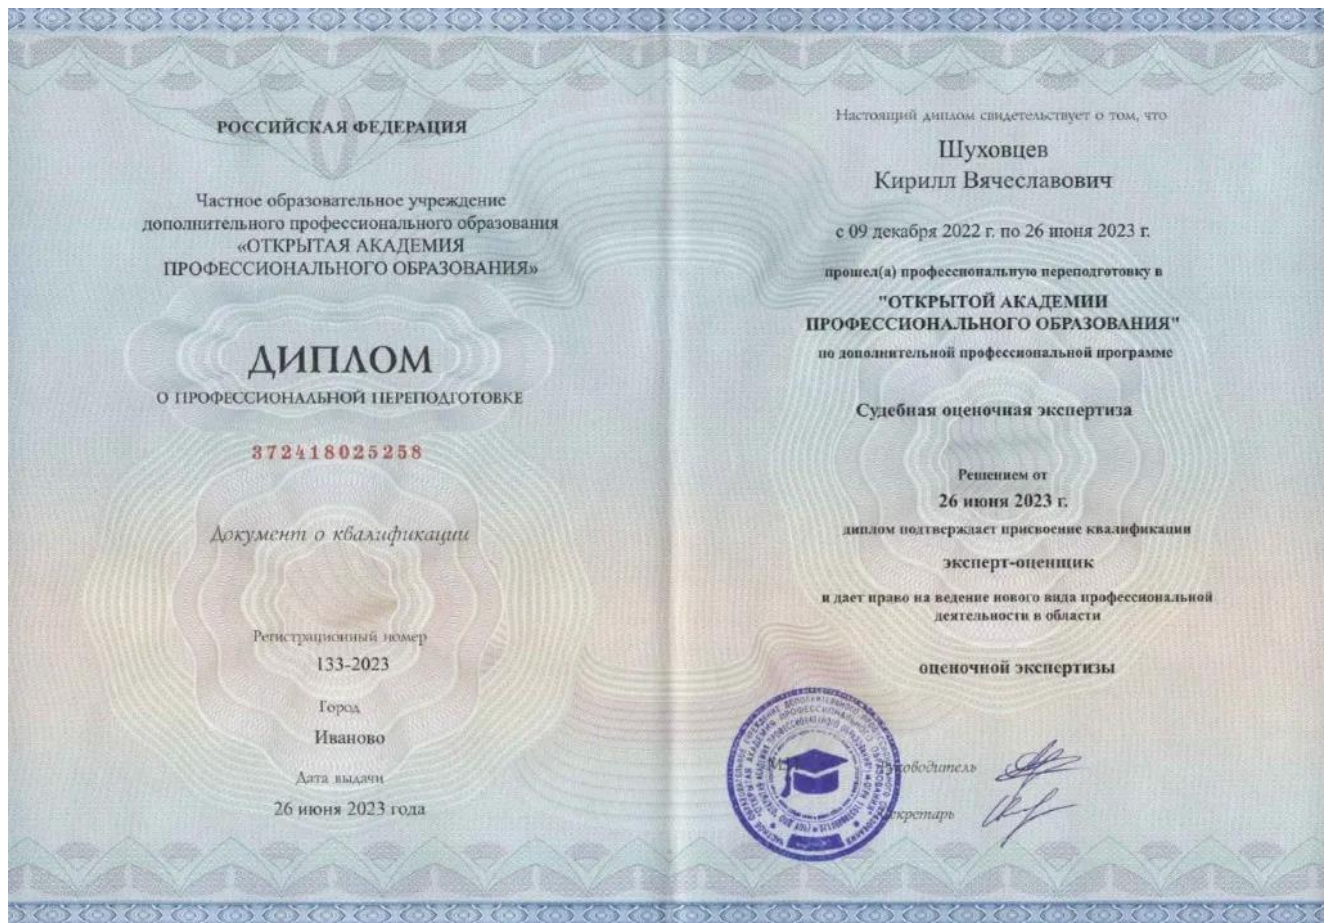 РОССИЙСКАЯ ФЕДЕРАЦИЯ
Частное образовательное учреждение
дополнительного профессионального образования
«ОТКРЫТАЯ АКАДЕМИЯ
ПРОФЕССИОНАЛЬНОГО ОБРАЗОВАНИЯ»
ДИПЛОМ
О ПРОФЕССИОНАЛЬНОЙ ПЕРЕПОДГОТОВКЕ
372418025258
Документ о квалификации
Регистрационный номер
133-2023
Город
Иваново
Дата выдачи
26 июня 2023 года
Настоящий диплом свидетельствует о том, что
Шуховцев
Кирилл Вячеславович
с 09 декабря 2022 г. по 26 июня 2023 г.
прошел(а) профессиональную переподготовку в
"ОТКРЫТОЙ АКАДЕМИИ
ПРОФЕССИОНАЛЬНОГО ОБРАЗОВАНИЯ"
по дополнительной профессиональной программе
Судебная оценочная экспертиза
Решением от
26 июня 2023 г.
диплом подтверждает присвоение квалификации
эксперт-оценщик
и дает право на ведение нового вида профессиональной
деятельности в области
оценочной экспертизы
М.П.
Руководитель
Секретарь